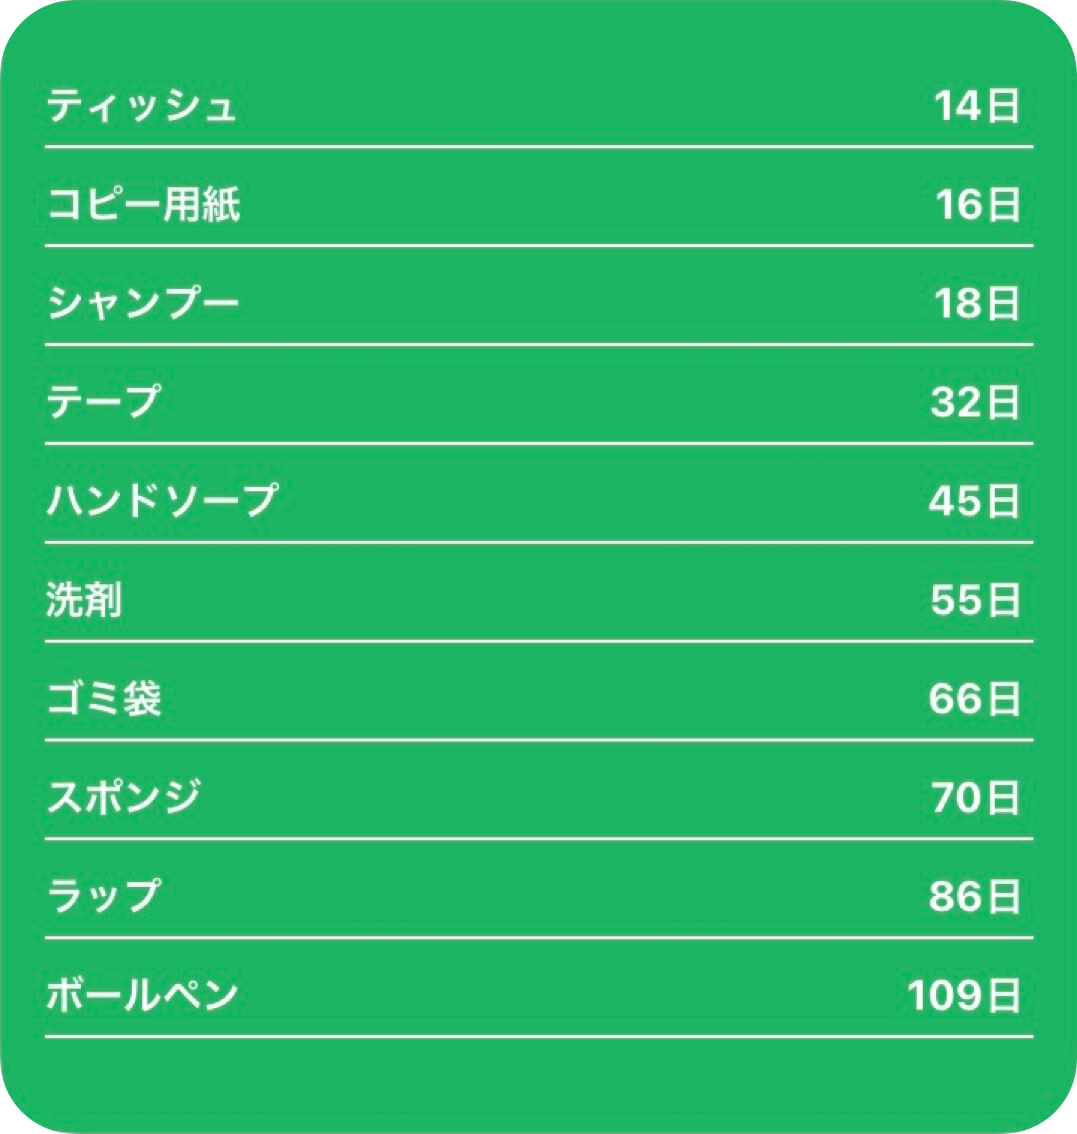 ティッシュ 14日
コピー用紙 16日
シャンプー 18日
テープ 32日
ハンドソープ 45日
洗剤 55日
ゴミ袋 66日
スポンジ 70日
ラップ 86日
ボールペン 109日